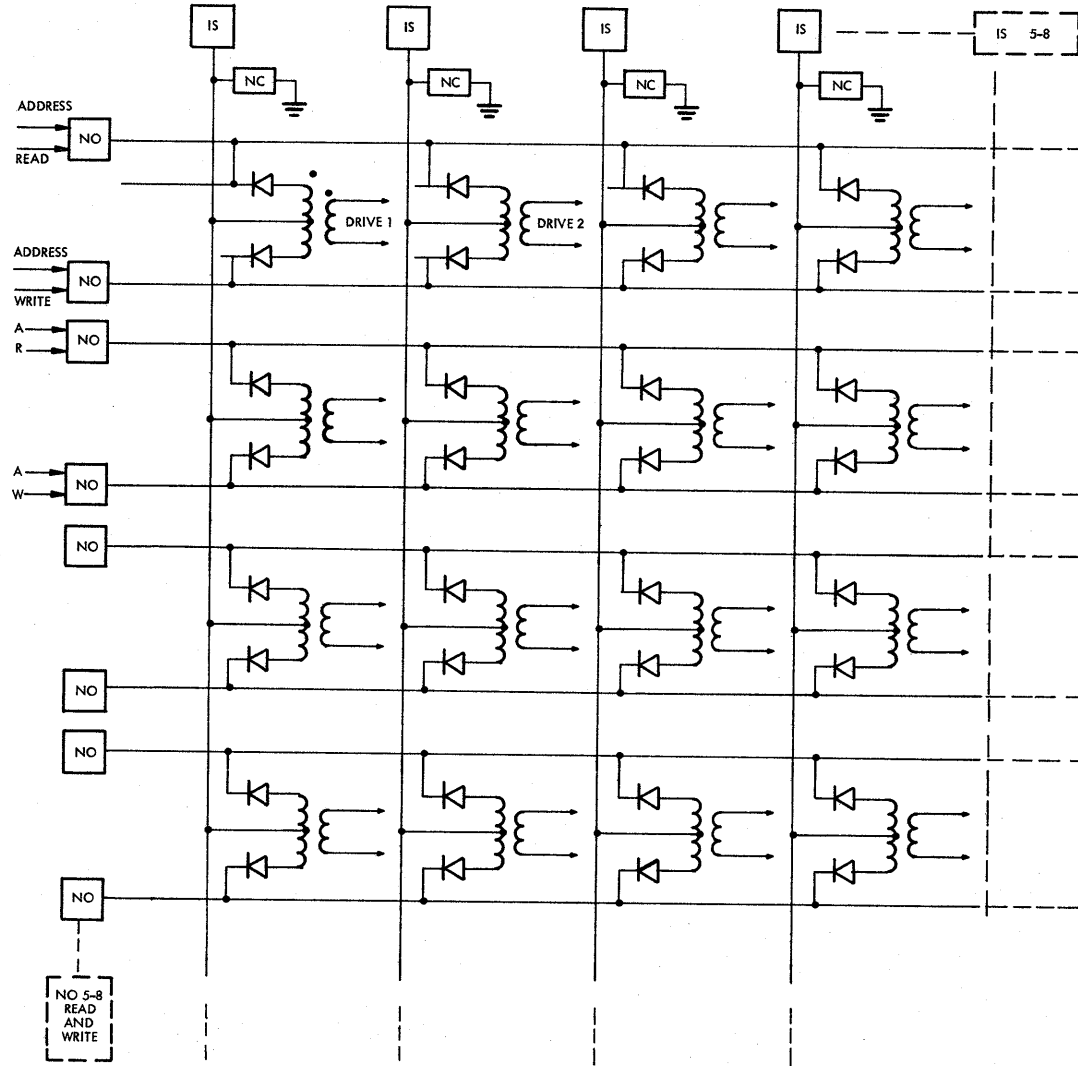 IS IS IS IS IS 5-8
NC NC NC NC
ADDRESS
NO
READ
DRIVE 1 DRIVE 2
ADDRESS
NO
WRITE
A
NO
R
A
NO
W
NO
NO
NO
NO
NO 5-8
READ
AND
WRITE